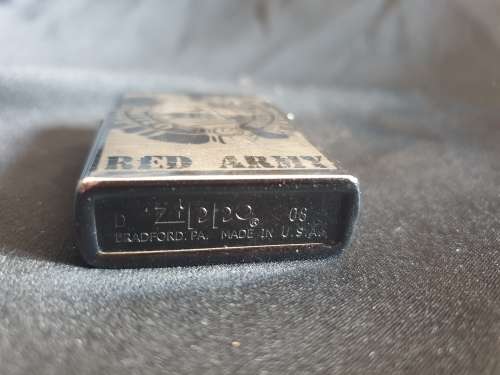 RED ARMY
D Zippo® 08
BRADFORD, PA. MADE IN U.S.A.